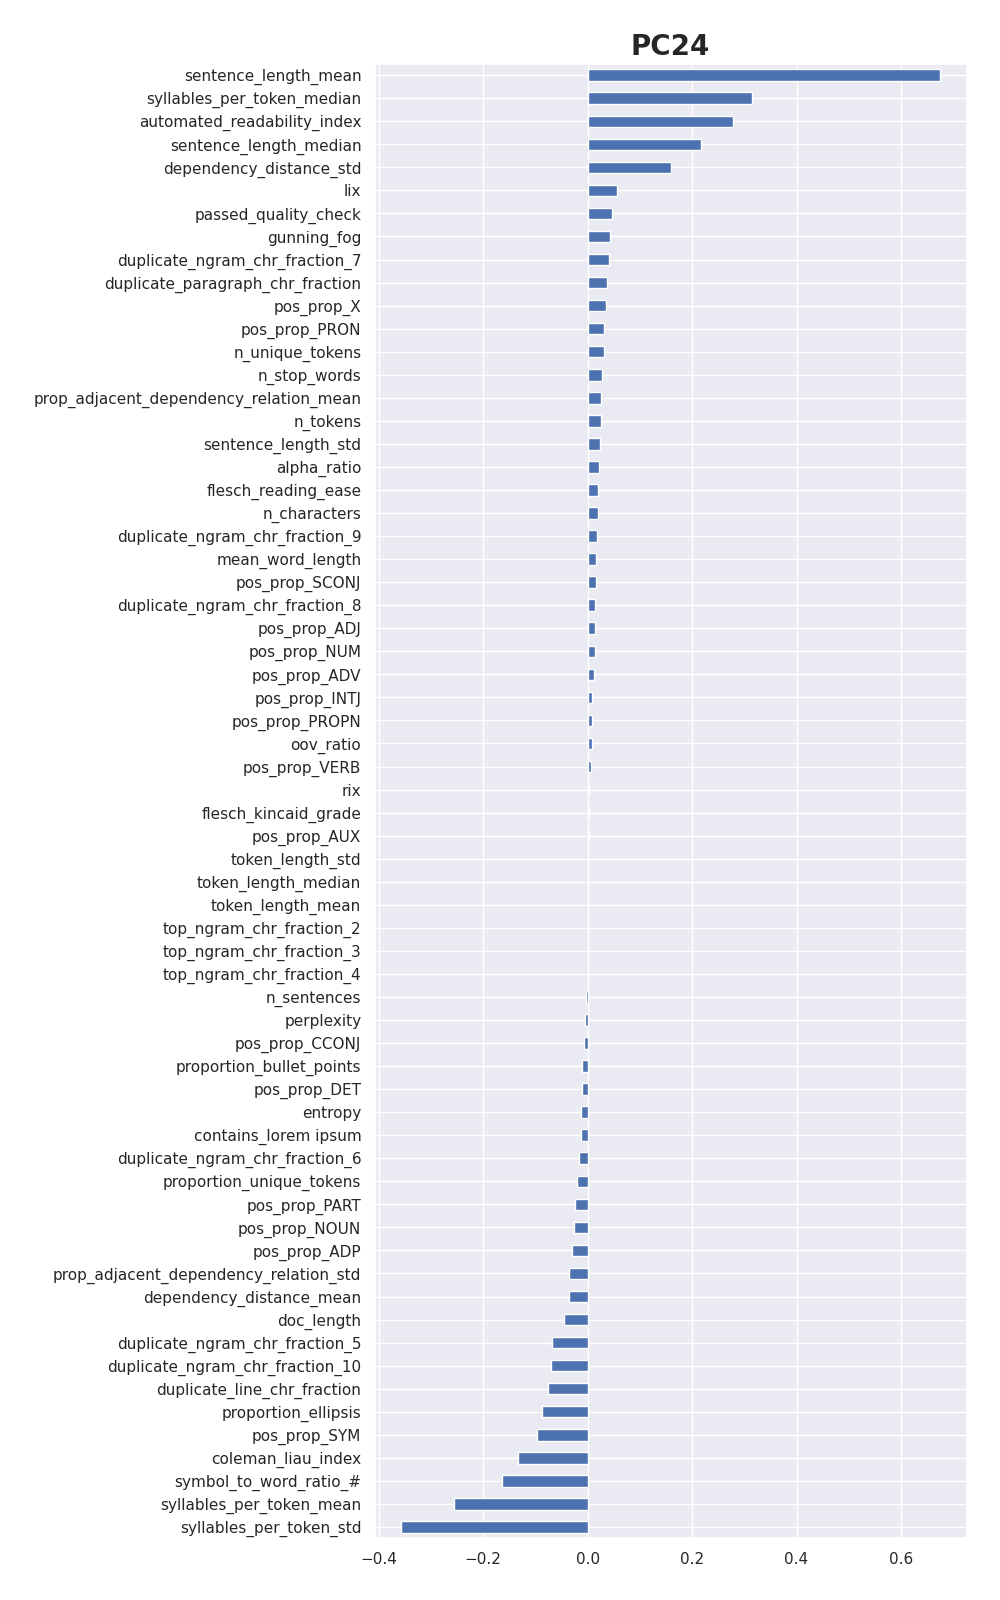 PC24
sentence_length_mean
syllables_per_token_median
automated_readability_index
sentence_length_median
dependency_distance_std
lix
passed_quality_check
gunning_fog
duplicate_ngram_chr_fraction_7
duplicate_paragraph_chr_fraction
pos_prop_X
pos_prop_PRON
n_unique_tokens
n_stop_words
prop_adjacent_dependency_relation_mean
n_tokens
sentence_length_std
alpha_ratio
flesch_reading_ease
n_characters
duplicate_ngram_chr_fraction_9
mean_word_length
pos_prop_SCONJ
duplicate_ngram_chr_fraction_8
pos_prop_ADJ
pos_prop_NUM
pos_prop_ADV
pos_prop_INTJ
pos_prop_PROPN
oov_ratio
pos_prop_VERB
rix
flesch_kincaid_grade
pos_prop_AUX
token_length_std
token_length_median
token_length_mean
top_ngram_chr_fraction_2
top_ngram_chr_fraction_3
top_ngram_chr_fraction_4
n_sentences
perplexity
pos_prop_CCONJ
proportion_bullet_points
pos_prop_DET
entropy
contains_lorem ipsum
duplicate_ngram_chr_fraction_6
proportion_unique_tokens
pos_prop_PART
pos_prop_NOUN
pos_prop_ADP
prop_adjacent_dependency_relation_std
dependency_distance_mean
doc_length
duplicate_ngram_chr_fraction_5
duplicate_ngram_chr_fraction_10
duplicate_line_chr_fraction
proportion_ellipsis
pos_prop_SYM
coleman_liau_index
symbol_to_word_ratio_#
syllables_per_token_mean
syllables_per_token_std
−0.4 −0.2 0.0 0.2 0.4 0.6